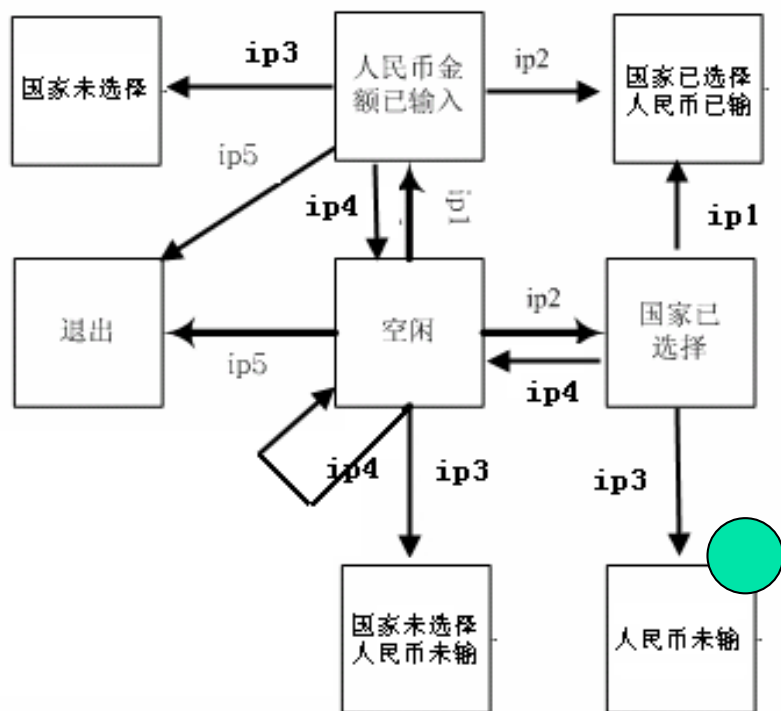 国家未选择
ip3
人民币金
额已输入
ip2
国家已选择
人民币已输
ip5
ip4
ip1
ip1
退出
ip5
空闲
ip2
国家已
选择
ip4
ip4
ip3
ip3
国家未选择
人民币未输
人民币未输